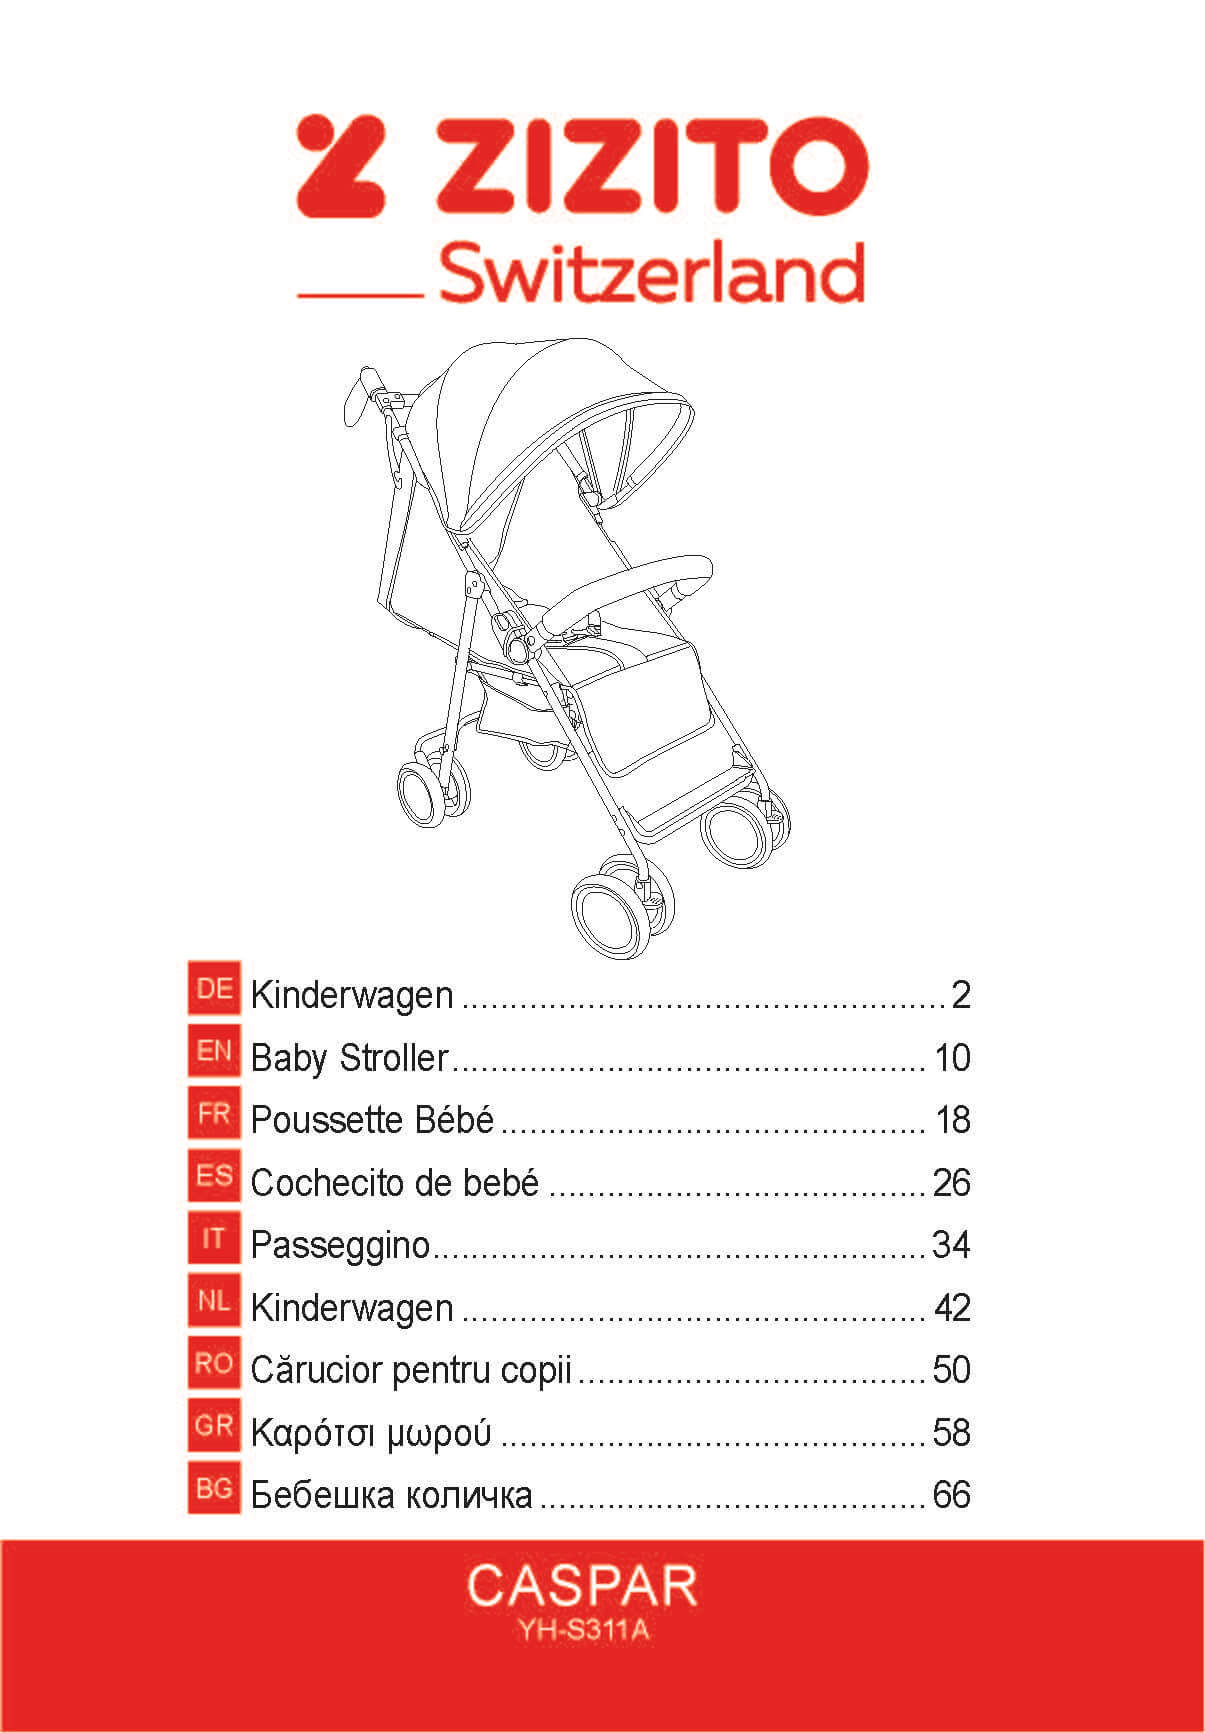 ZIZITO
Switzerland
DE Kinderwagen .................................................. 2
EN Baby Stroller ................................................. 10
FR Poussette Bébé ............................................ 18
ES Cochecito de bebé ....................................... 26
IT Passeggino ................................................... 34
NL Kinderwagen ................................................ 42
RO Cărucior pentru copii .................................... 50
GR Καρότσι μωρού ............................................ 58
BG Бебешка количка ........................................ 66
CASPAR
YH-S311A